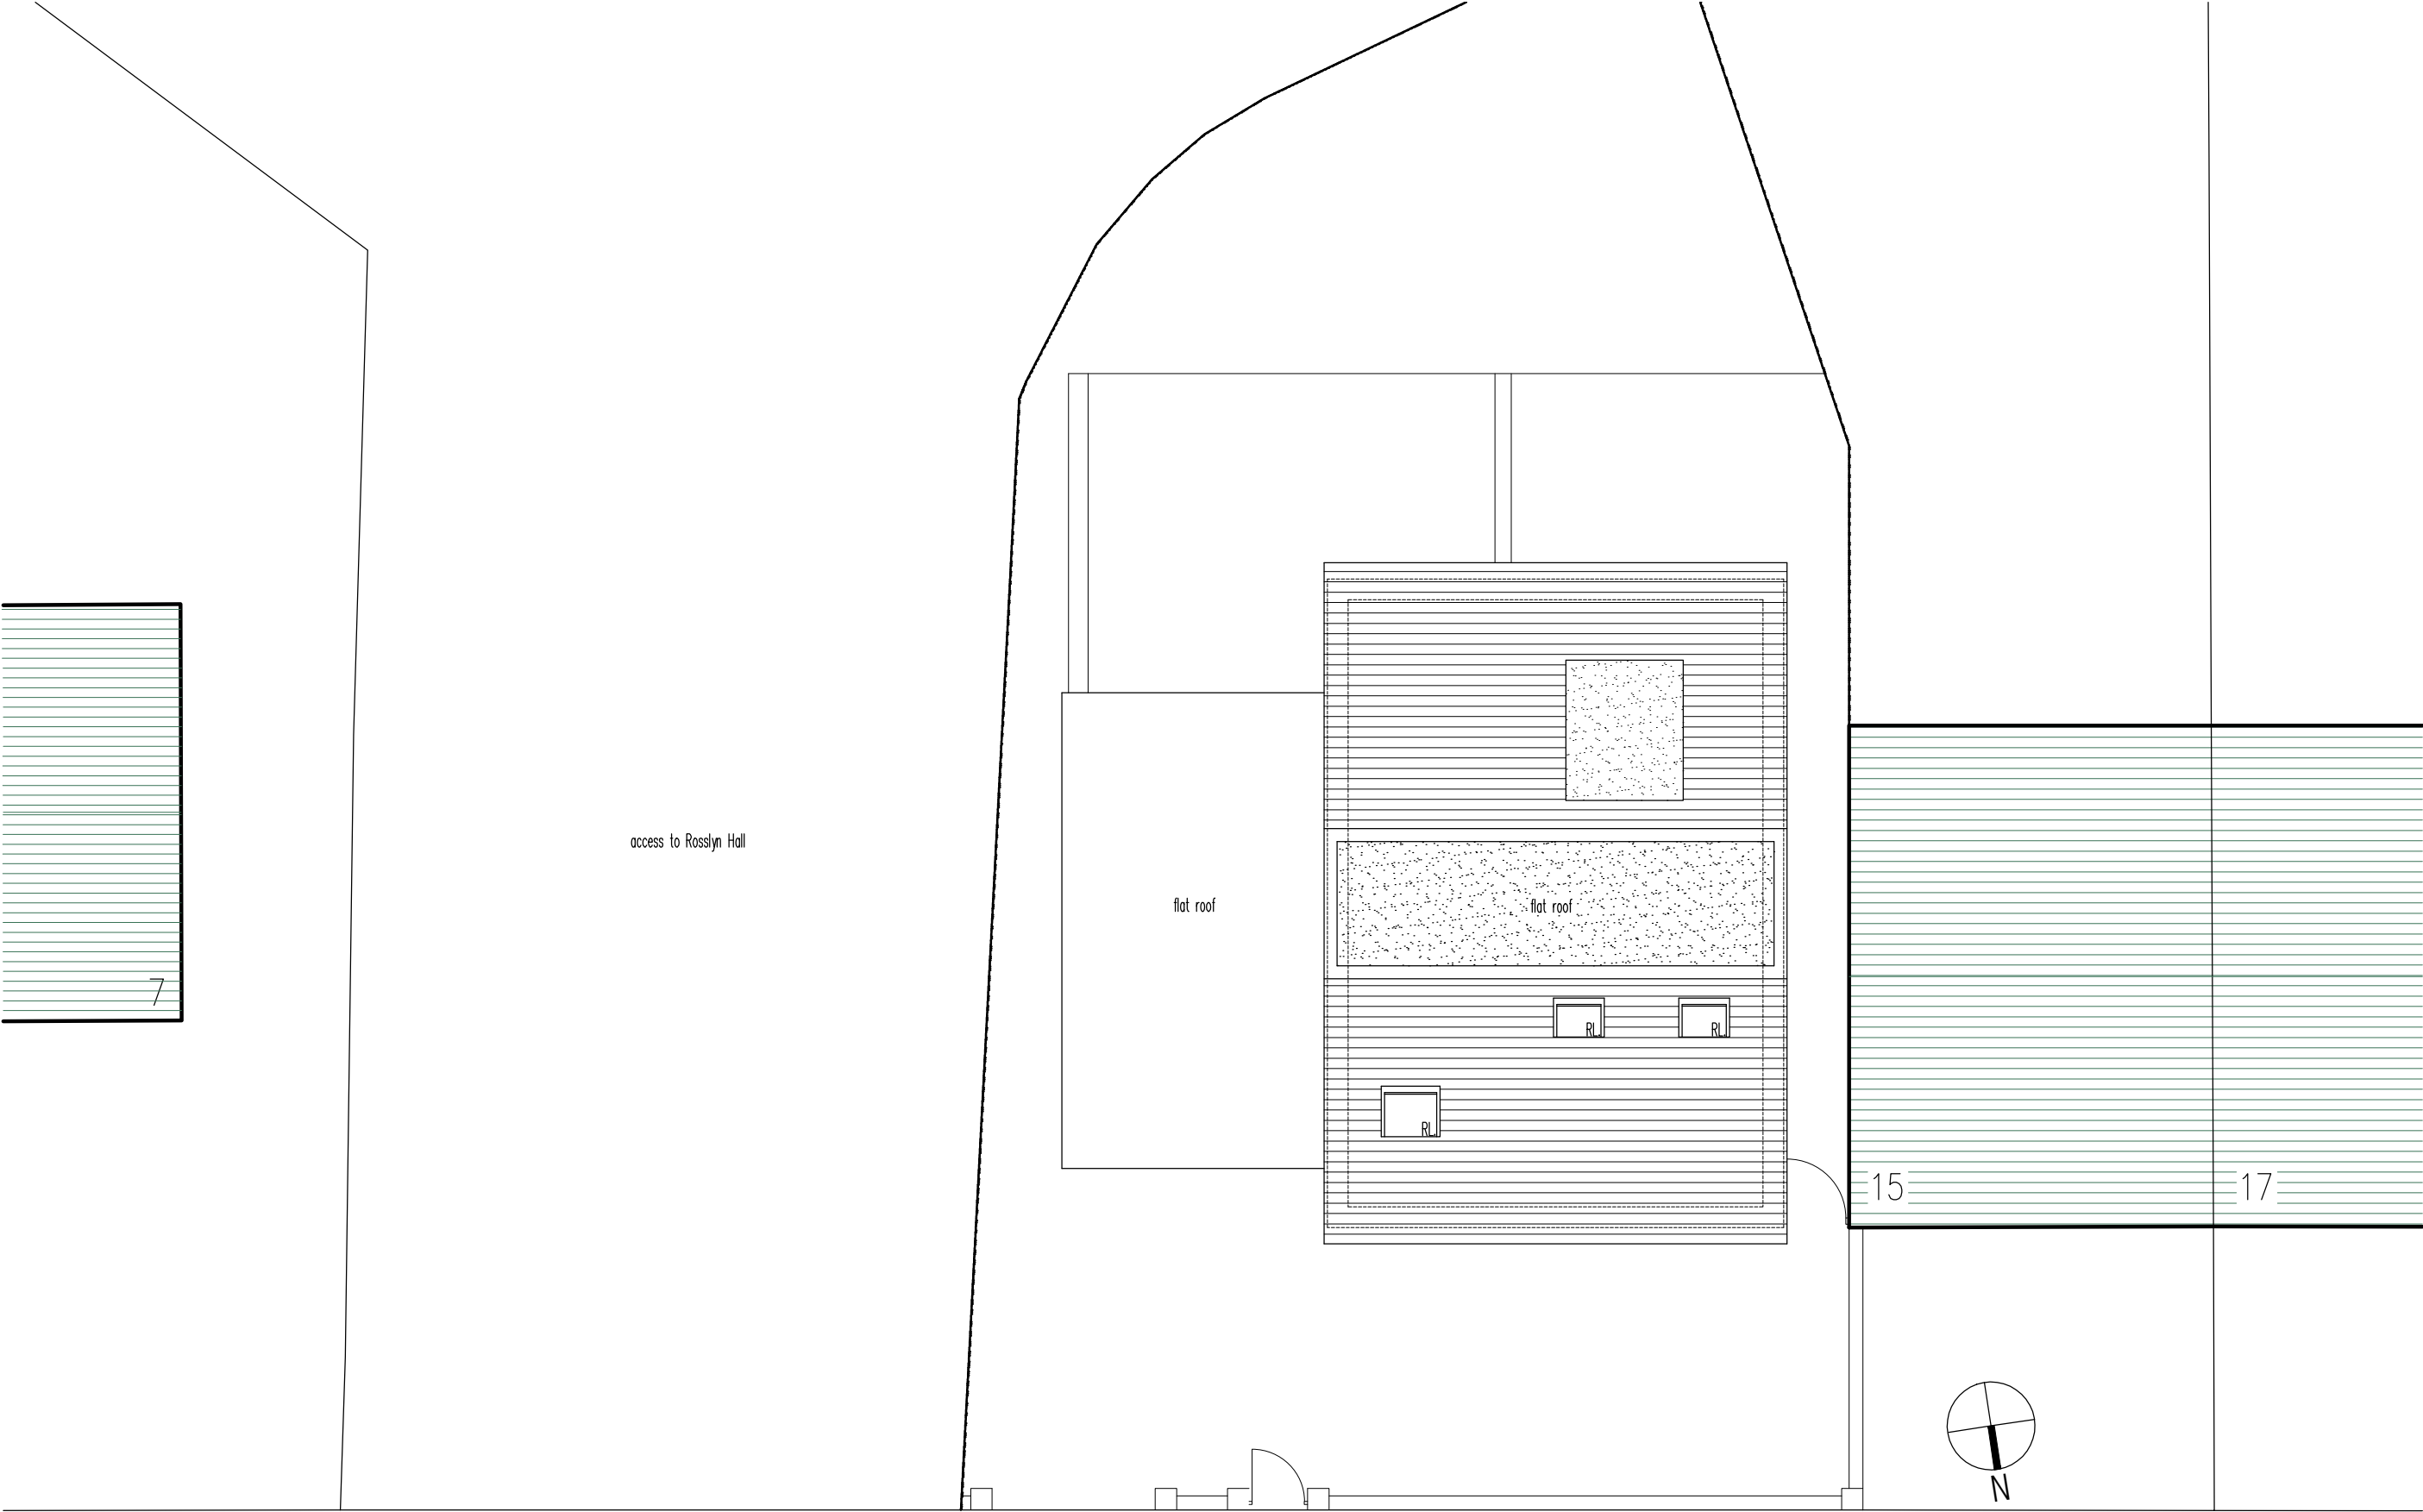 access to Rosslyn Hall
flat roof
flat roof
7
RL.
RL.
RL.
15
17
N